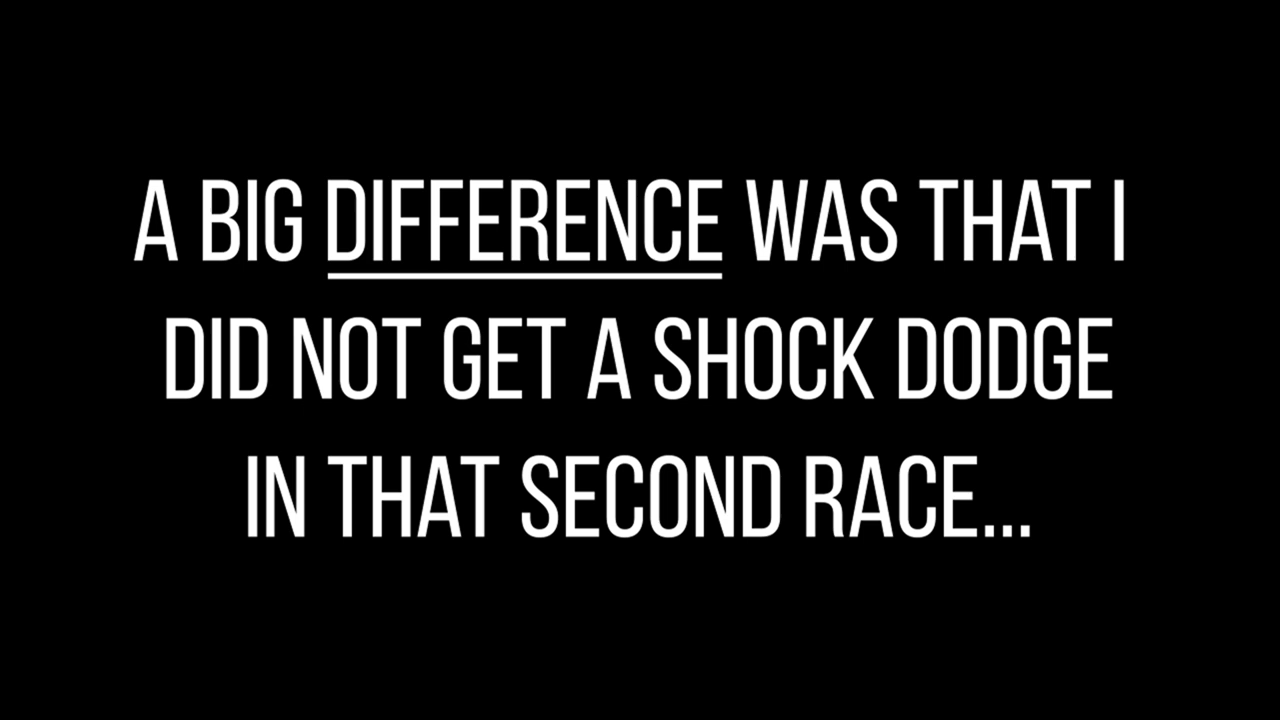 A BIG DIFFERENCE WAS THAT I
DID NOT GET A SHOCK DODGE
IN THAT SECOND RACE...